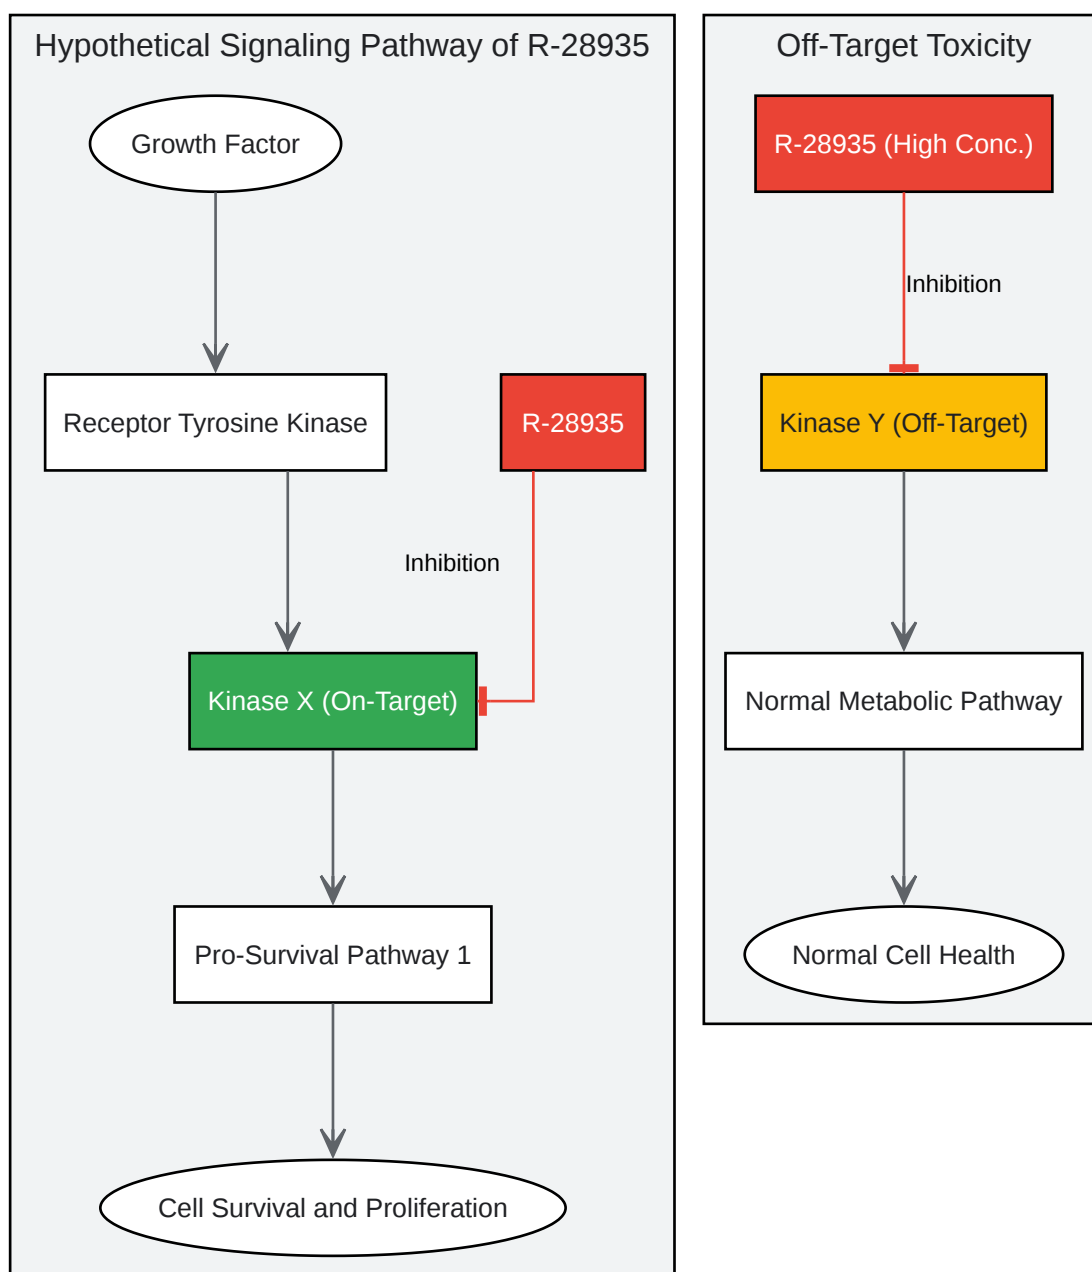 Hypothetical Signaling Pathway of R-28935
Growth Factor
Receptor Tyrosine Kinase
R-28935
Inhibition
Kinase X (On-Target)
Pro-Survival Pathway 1
Cell Survival and Proliferation
Off-Target Toxicity
R-28935 (High Conc.)
Inhibition
Kinase Y (Off-Target)
Normal Metabolic Pathway
Normal Cell Health